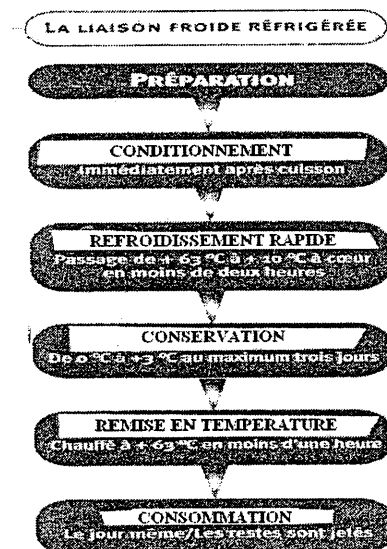 LA LIAISON FROIDE RÉFRIGÉRÉE
PRÉPARATION
CONDITIONNEMENT
Immédiatement après cuisson
REFROIDISSEMENT RAPIDE
Passage de + 63 °C à + 10 °C à cœur
en moins de deux heures
CONSERVATION
De 0 °C à +3 °C au maximum trois jours
REMISE EN TEMPERATURE
Chauffé à + 63 °C en moins d'une heure
CONSOMMATION
Le jour même/Les restes sont jetés